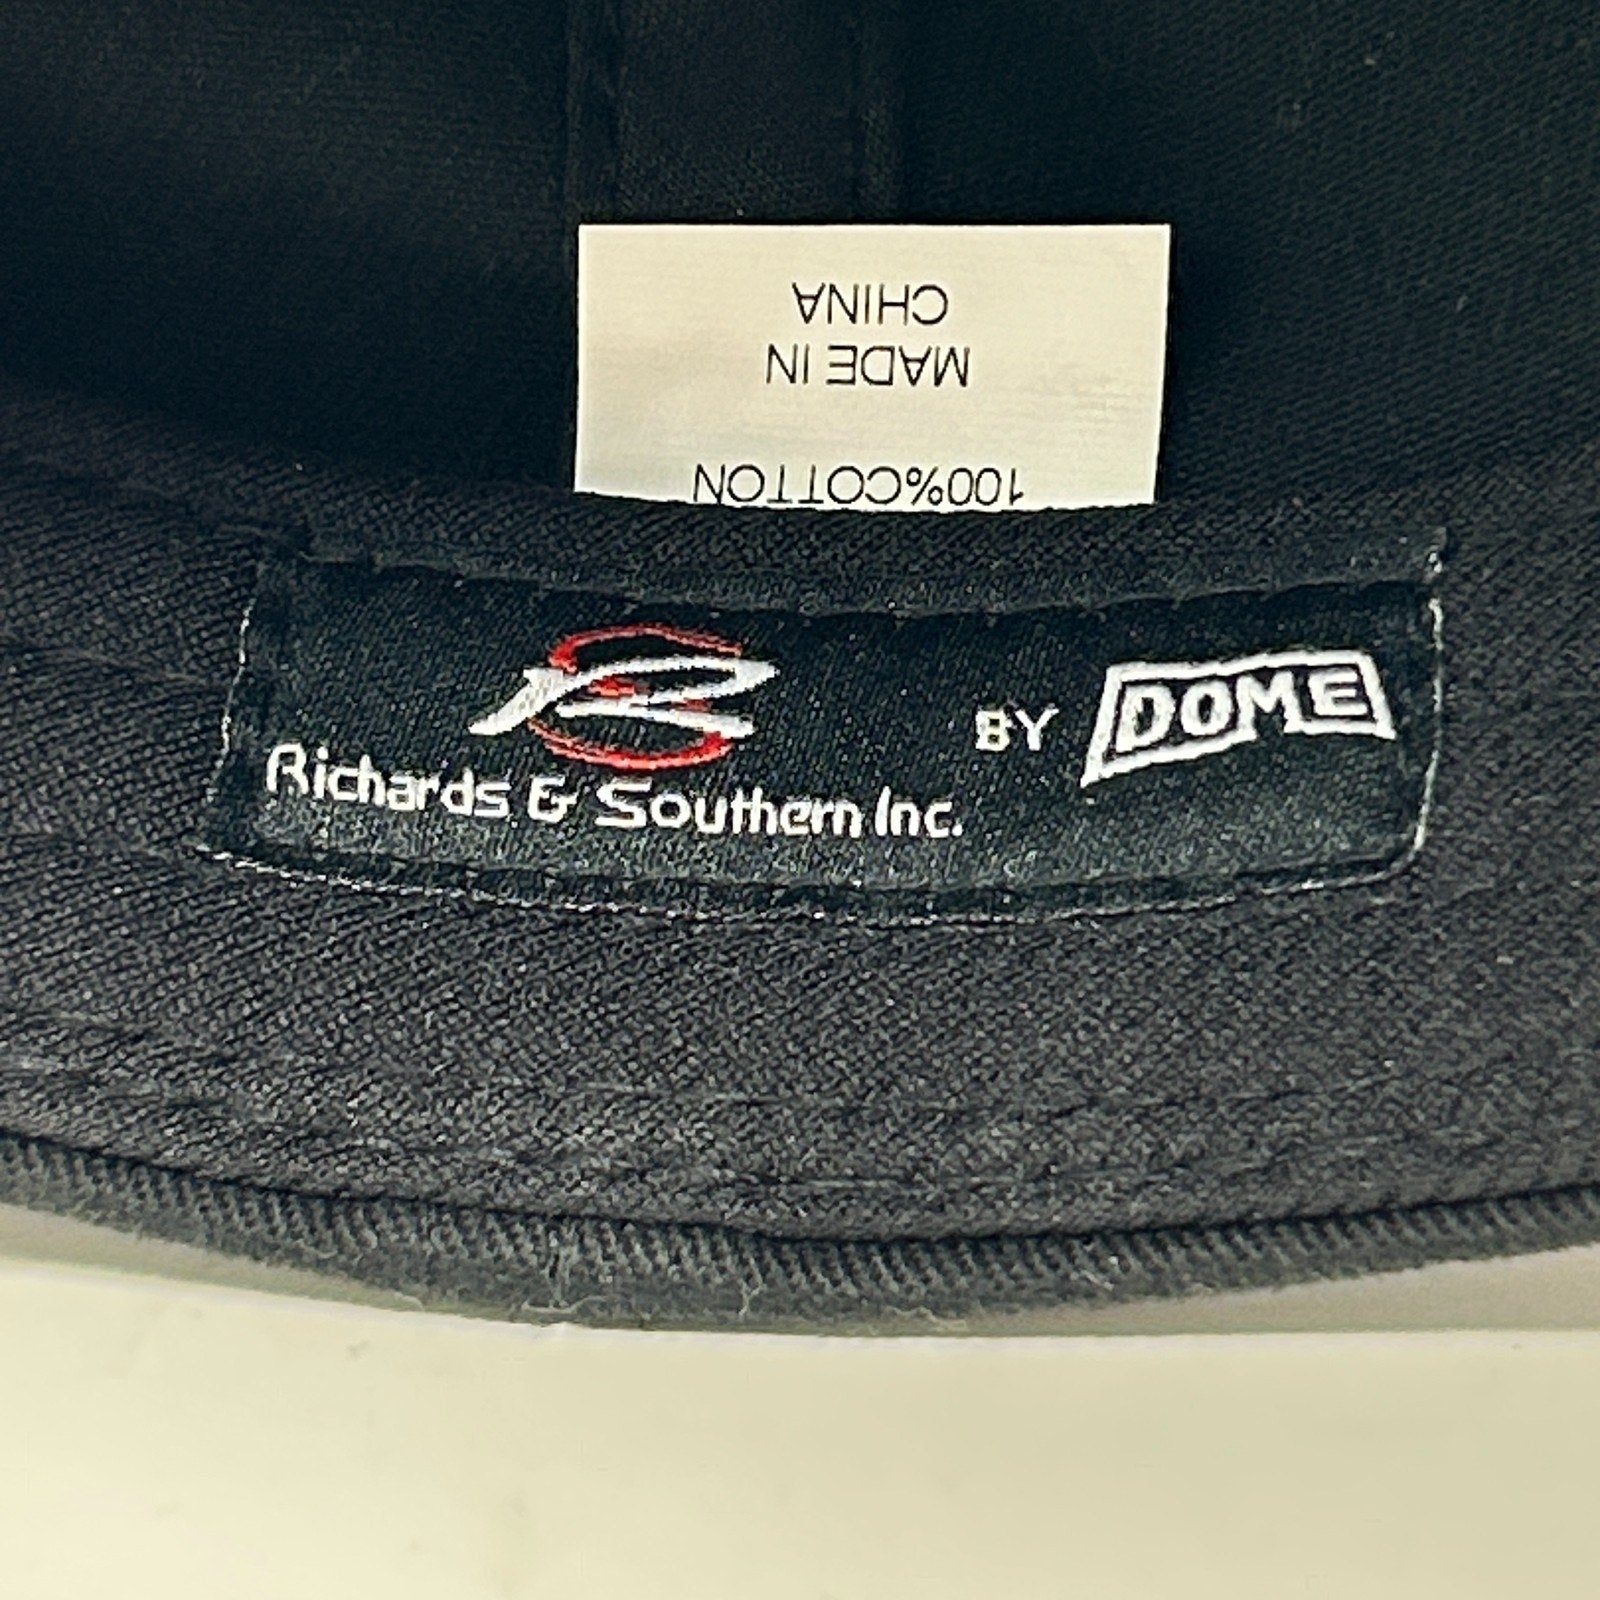 100%COTTON
MADE IN
CHINA
Richards & Southern Inc.
BY DOME